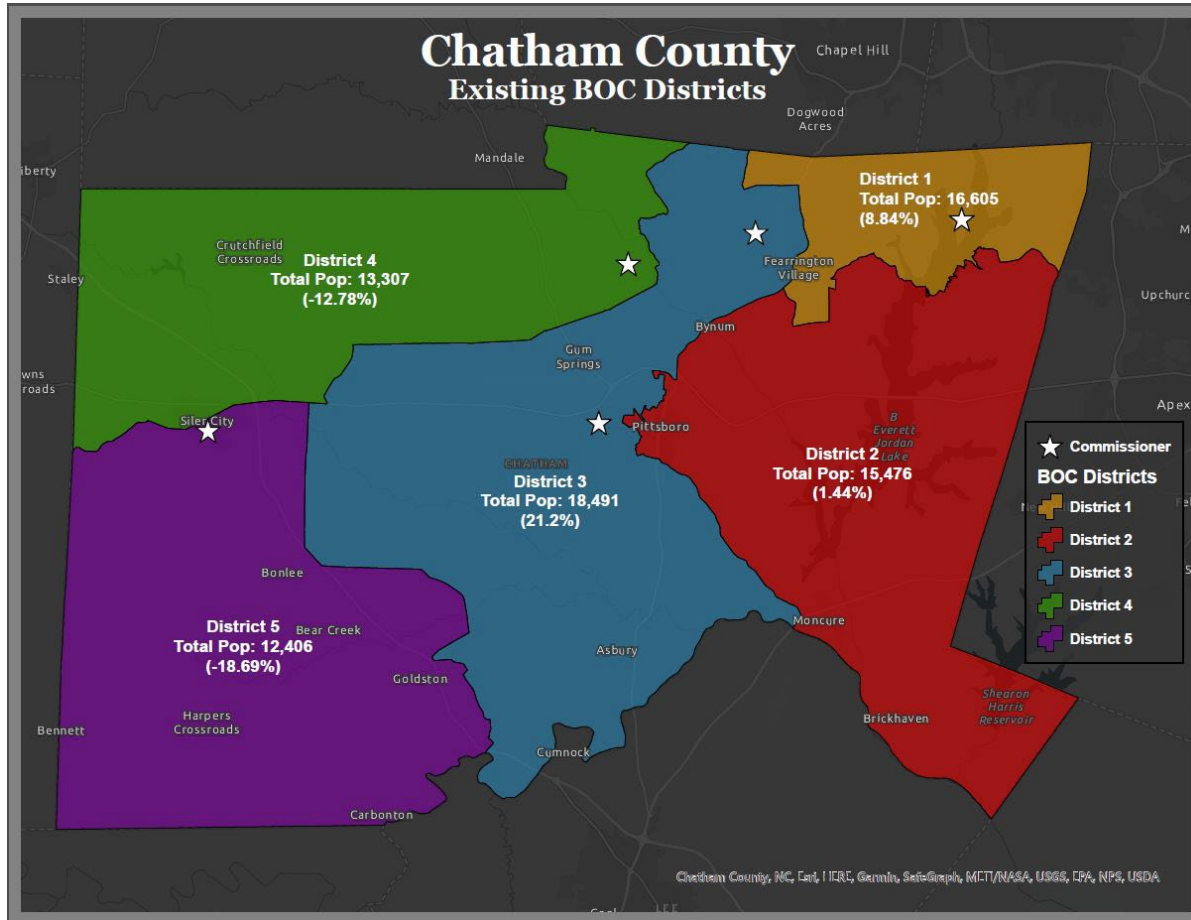 Chatham County
Existing BOC Districts
Chapel Hill
Dogwood
Acres
Mandale
iberty
District 1
Total Pop: 16,605
(8.84%)
Crutchfield
Crossroads
District 4
Total Pop: 13,307
(-12.78%)
Staley
Fearrington
Village
Upchurc
Bynum
Gum
Springs
wns
roads
Apex
Siler City
Pittsboro
B
Everett
Jordan
Lake
District 2
Total Pop: 15,476
(1.44%)
CHATHAM
District 3
Total Pop: 18,491
(21.2%)
Commissioner
BOC Districts
District 1
District 2
District 3
District 4
District 5
Bonlee
District 5
Total Pop: 12,406
(-18.69%)
Bear Creek
Moncure
Asbury
Goldston
Harpers
Crossroads
Bennett
Shearon
Harris
Reservoir
Brickhaven
Cumnock
Carbonton
Chatham County, NC, Esri, HERE, Garmin, SafeGraph, METI/NASA, USGS, EPA, NPS, USDA
LEE